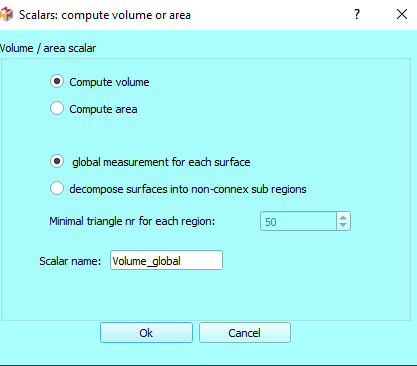 Scalars: compute volume or area
Volume / area scalar
Compute volume
Compute area
global measurement for each surface
decompose surfaces into non-connex sub regions
Minimal triangle nr for each region: 50
Scalar name: Volume_global
Ok Cancel